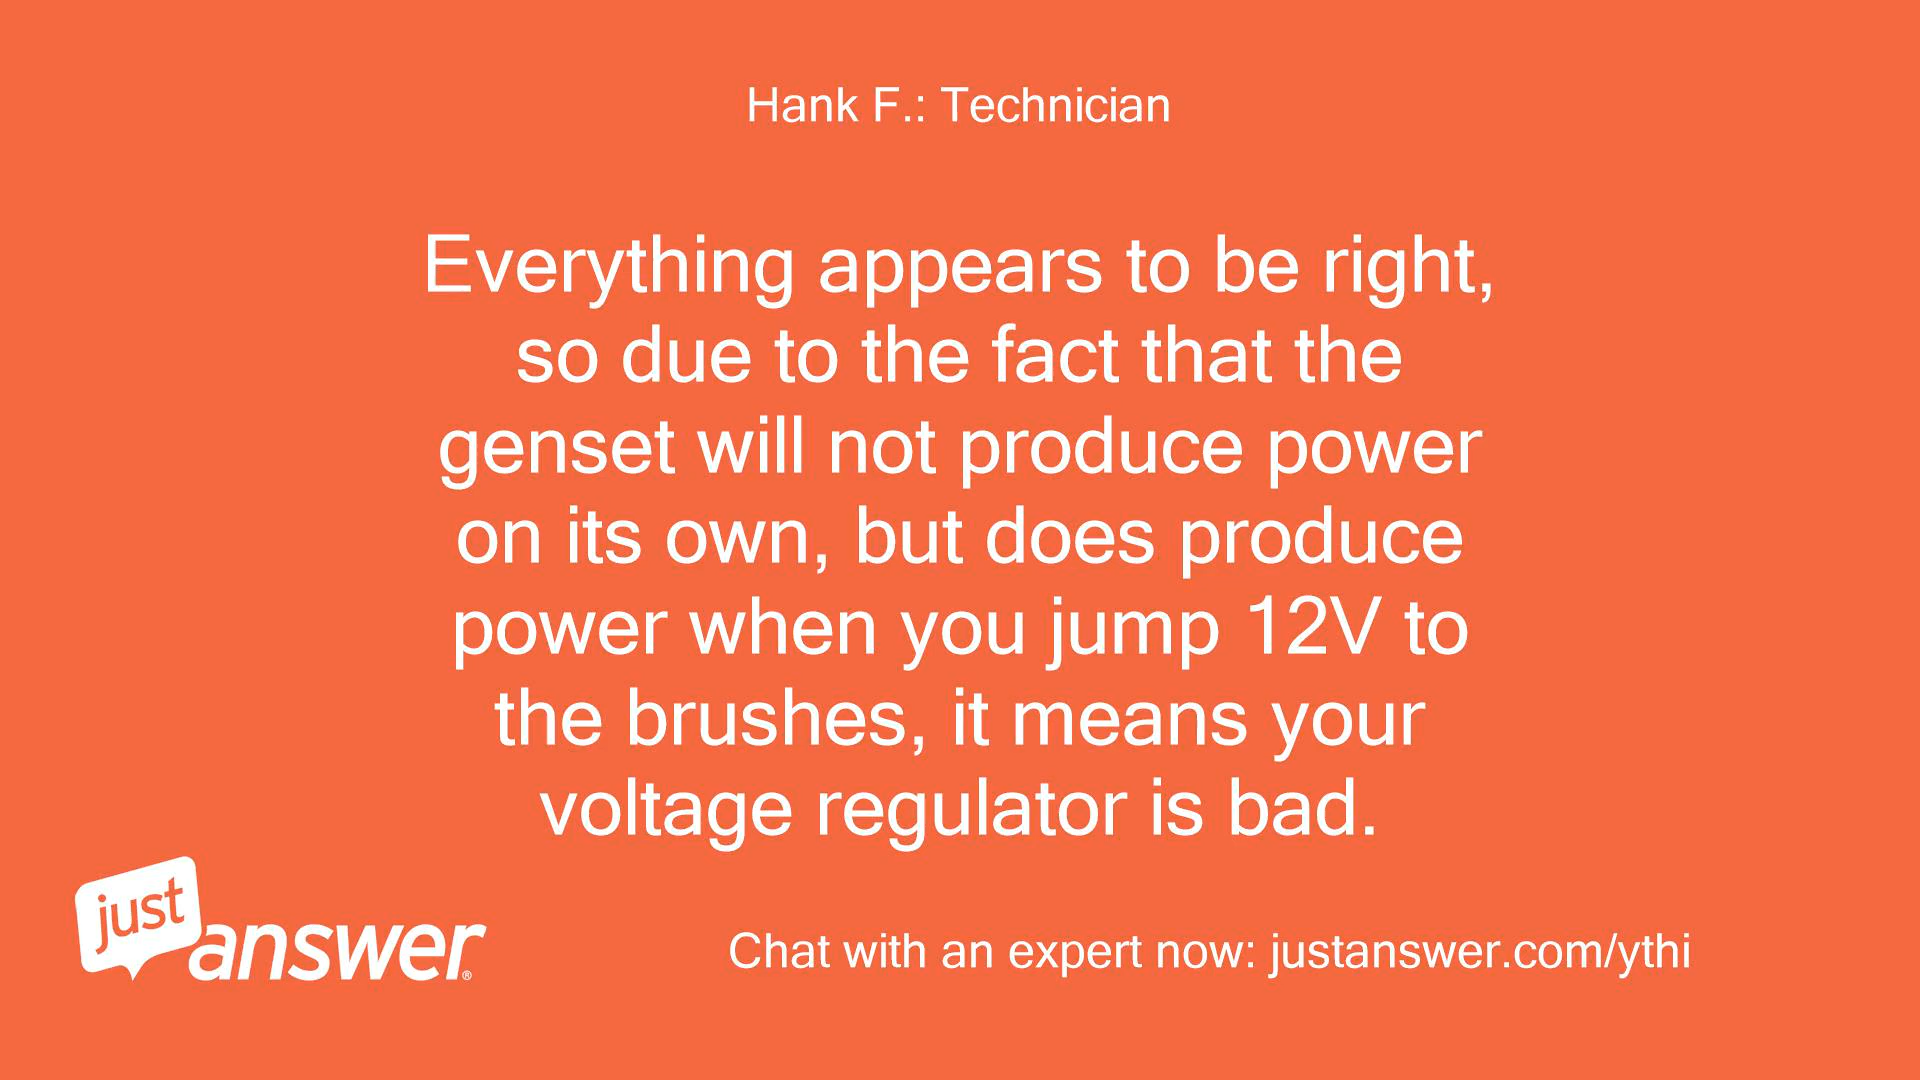 Hank F.: Technician
Everything appears to be right,
so due to the fact that the
genset will not produce power
on its own, but does produce
power when you jump 12V to
the brushes, it means your
voltage regulator is bad.
just
answer®
Chat with an expert now: justanswer.com/ythi